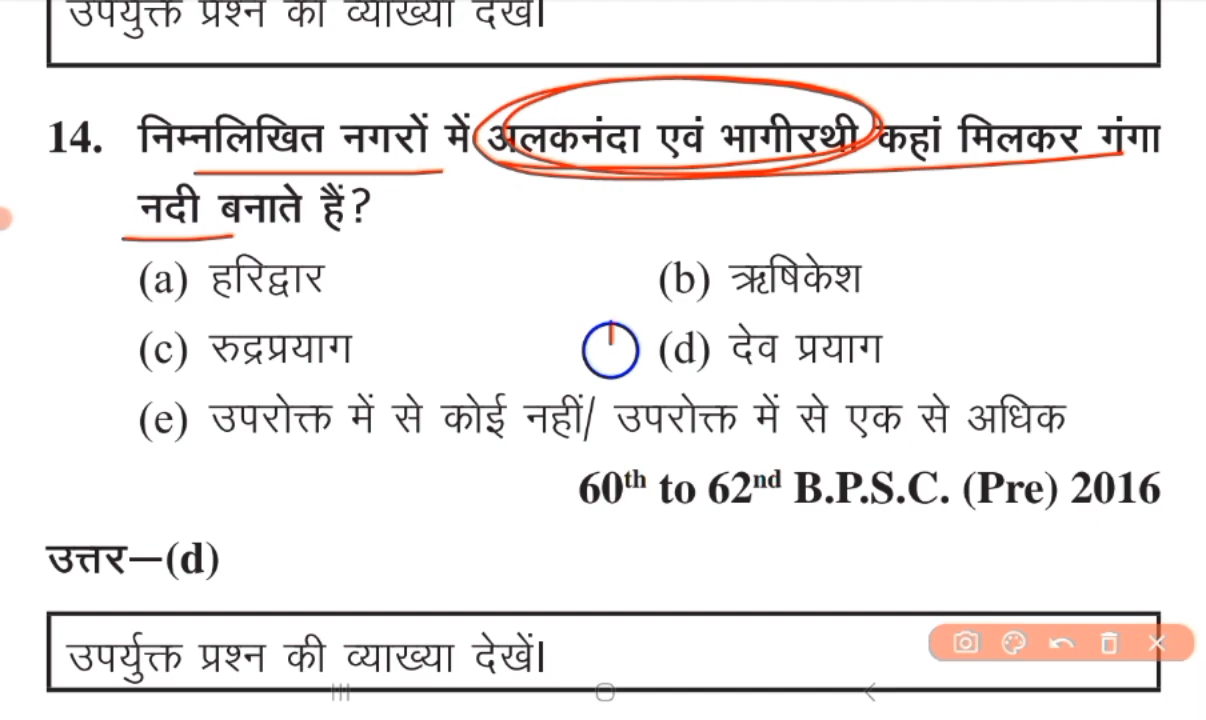 उपर्युक्त प्रश्न की व्याख्या देखें।
14. निम्नलिखित नगरों में अलकनंदा एवं भागीरथी कहां मिलकर गंगा
नदी बनाते हैं?
(a) हरिद्वार (b) ऋषिकेश
(c) रुद्रप्रयाग (d) देव प्रयाग
(e) उपरोक्त में से कोई नहीं/ उपरोक्त में से एक से अधिक
60th to 62nd B.P.S.C. (Pre) 2016
उत्तर—(d)
उपर्युक्त प्रश्न की व्याख्या देखें।